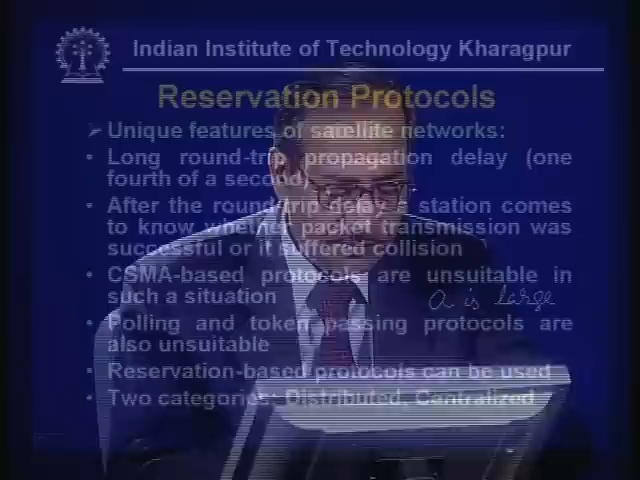 Indian Institute of Technology Kharagpur
Reservation Protocols
➢ Unique features of satellite networks:
• Long round-trip propagation delay (one
fourth of a second)
• After the round trip delay a station comes
to know whether packet transmission was
successful or it suffered collision
• CSMA-based protocols are unsuitable in
such a situation
a is large
• Polling and token passing protocols are
also unsuitable
• Reservation-based protocols can be used
• Two categories: Distributed, Cantralized